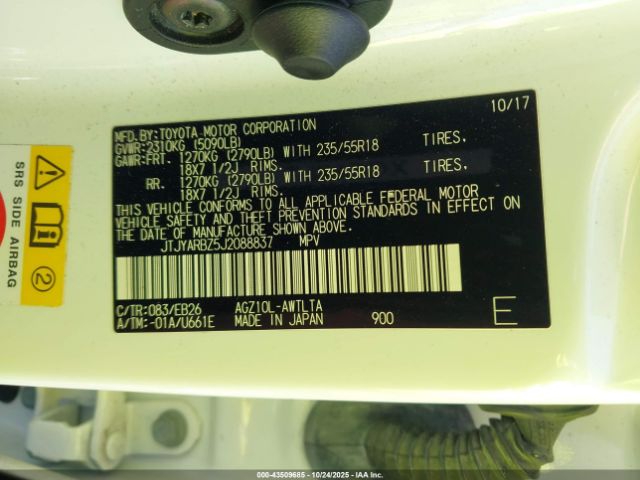 10/17
MFD.BY:TOYOTA MOTOR CORPORATION
GVWR:2310KG (5090LB)
GAWR:FRT. 1270KG (2790LB) WITH 235/55R18 TIRES.
18X7 1/2J RIMS.
RR. 1270KG (2790LB) WITH 235/55R18 TIRES.
18X7 1/2J RIMS.
THIS VEHICLE CONFORMS TO ALL APPLICABLE FEDERAL MOTOR
VEHICLE SAFETY AND THEFT PREVENTION STANDARDS IN EFFECT ON
THE DATE OF MANUFACTURE SHOWN ABOVE.
JTJYARBZ5J2088837 MPV
C/TR:083/EB26 AGZ10L-AWTLTA
A/TM:-01A/U661E MADE IN JAPAN 900 E
SRS SIDE AIRBAG
2
000-43509685 - 10/24/2025 - IAA Inc.